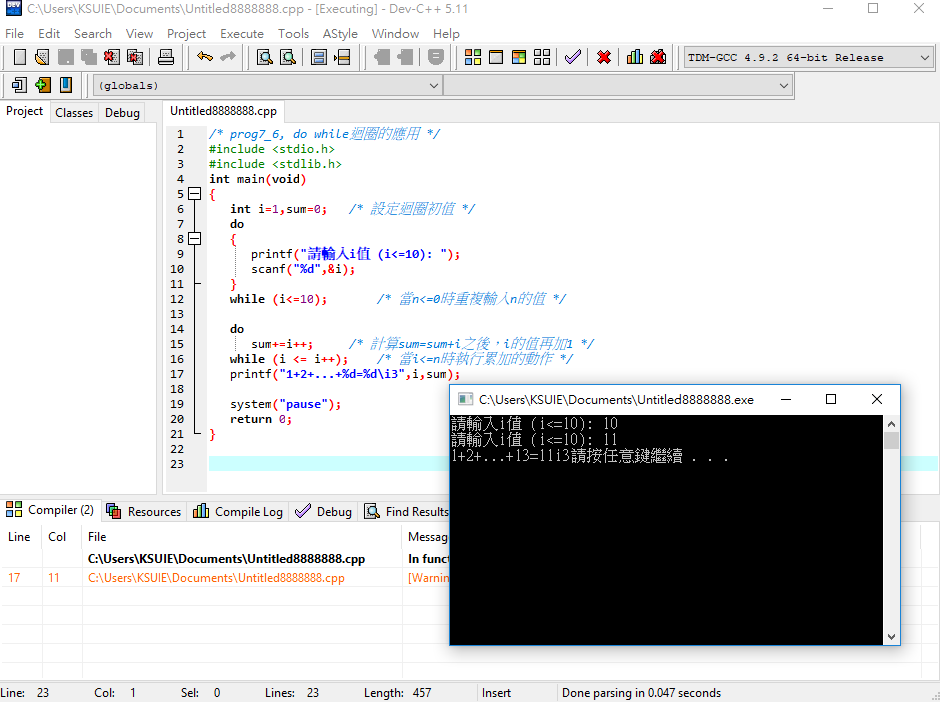 C:\Users\KSUIE\Documents\Untitled8888888.cpp - [Executing] - Dev-C++ 5.11
File Edit Search View Project Execute Tools AStyle Window Help
TDM-GCC 4.9.2 64-bit Release
(globals)
Project Classes Debug
Untitled8888888.cpp
1 /* prog7_6, do while迴圈的應用 */
2 #include <stdio.h>
3 #include <stdlib.h>
4 int main(void)
5 {
6 int i=1,sum=0; /* 設定迴圈初值 */
7 do
8 {
9 printf("請輸入i值 (i<=10): ");
10 scanf("%d",&i);
11 }
12 while (i<=10); /* 當n<=0時重複輸入n的值 */
13
14 do
15 sum+=i++; /* 計算sum=sum+i之後，i的值再加1 */
16 while (i <= i++); /* 當i<=n時執行累加的動作 */
17 printf("1+2+...+%d=%d\i3",i,sum);
18
19 system("pause");
20 return 0;
21 }
22
23
C:\Users\KSUIE\Documents\Untitled8888888.exe
請輸入i值 (i<=10): 10
請輸入i值 (i<=10): 11
1+2+...+13=11i3請按任意鍵繼續 . . .
Compiler (2) Resources Compile Log Debug Find Results
Line Col File Messag
C:\Users\KSUIE\Documents\Untitled8888888.cpp In func
17 11 C:\Users\KSUIE\Documents\Untitled8888888.cpp [Warnin
Line: 23 Col: 1 Sel: 0 Lines: 23 Length: 457 Insert Done parsing in 0.047 seconds